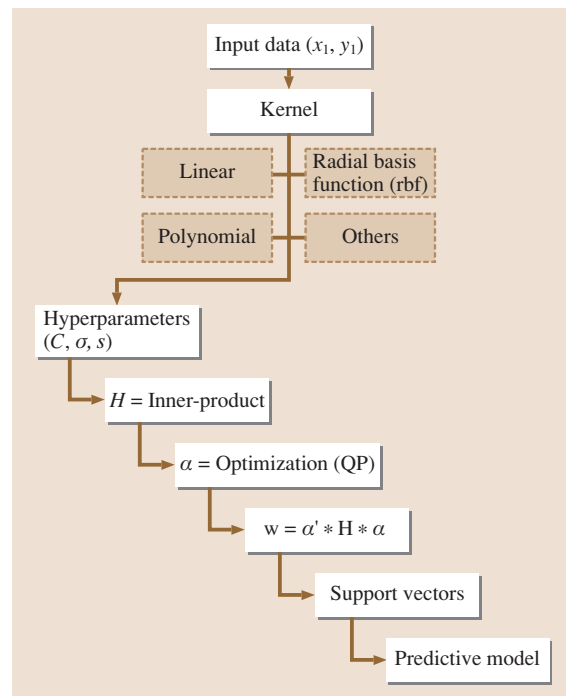 Input data (x₁, y₁)
Kernel
Linear
Radial basis
function (rbf)
Polynomial
Others
Hyperparameters
(C, σ, s)
H = Inner-product
α = Optimization (QP)
w = α' * H * α
Support vectors
Predictive model